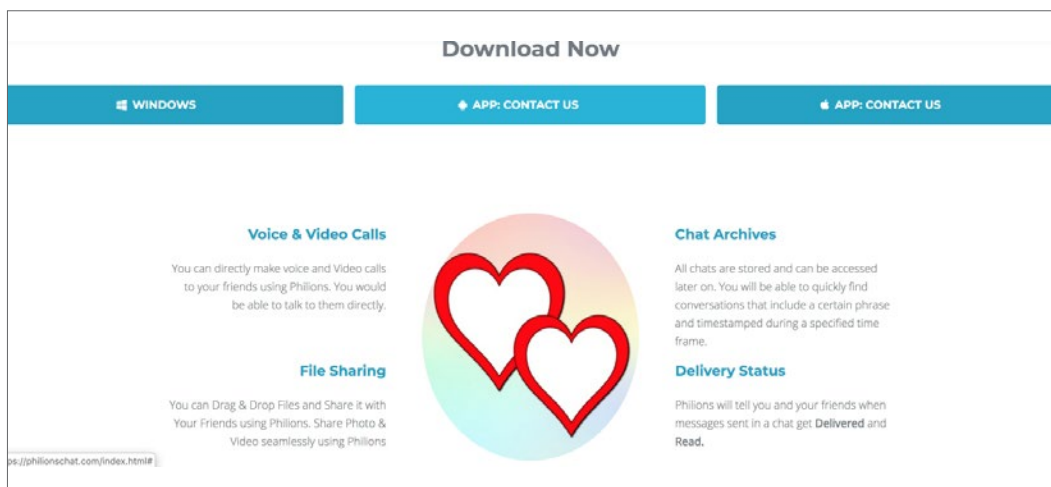 Download Now
WINDOWS
APP: CONTACT US
APP: CONTACT US
Voice & Video Calls
You can directly make voice and Video calls
to your friends using Philions. You would
be able to talk to them directly.
File Sharing
You can Drag & Drop Files and Share it with
Your Friends using Philions. Share Photo &
Video seamlessly using Philions
Chat Archives
All chats are stored and can be accessed
later on. You will be able to quickly find
conversations that include a certain phrase
and timestamped during a specified time
frame.
Delivery Status
Philions will tell you and your friends when
messages sent in a chat get Delivered and
Read.
ps://philionschat.com/index.html#